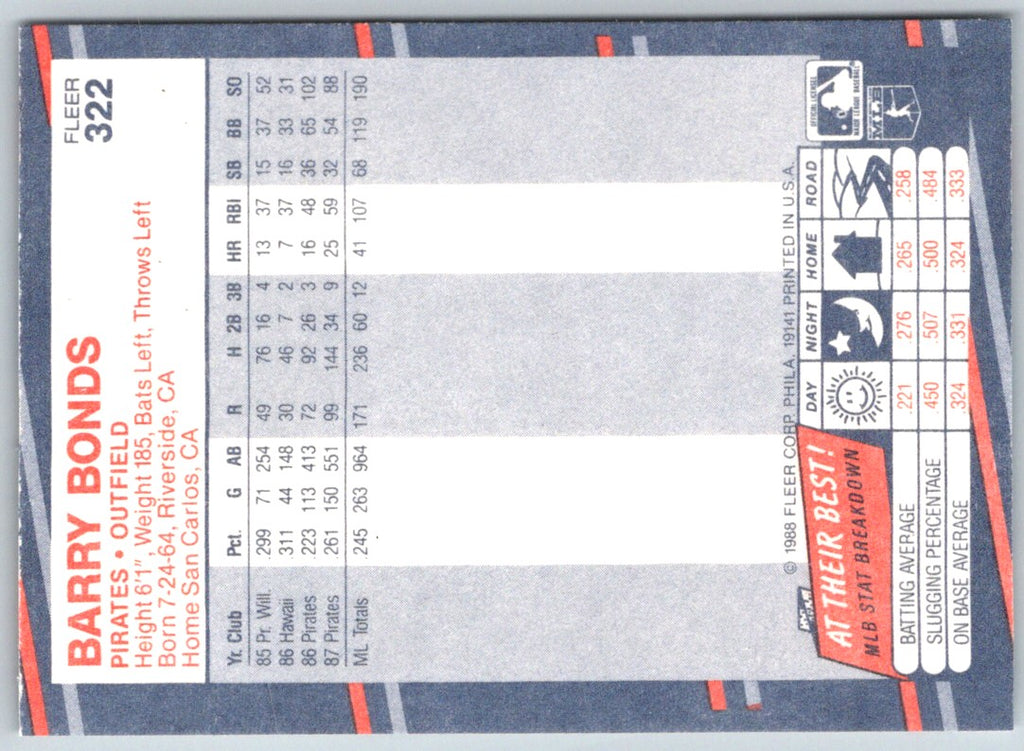 FLEER
322
BARRY BONDS
PIRATES • OUTFIELD
Height 6'1", Weight 185, Bats Left, Throws Left
Born 7-24-64, Riverside, CA
Home San Carlos, CA
Yr. Club Pct. G AB R H 2B 3B HR RBI SB BB SO
85 Pr. Will. .299 71 254 49 76 16 4 13 37 15 37 52
86 Hawaii .311 44 148 30 46 7 2 7 37 16 33 31
86 Pirates .223 113 413 72 92 26 3 16 48 36 65 102
87 Pirates .261 150 551 99 144 34 9 25 59 32 54 88
ML Totals .245 263 964 171 236 60 12 41 107 68 119 190
© 1988 FLEER CORP. PHILA. 19141 PRINTED IN U.S.A.
AT THEIR BEST!
MLB STAT BREAKDOWN
DAY NIGHT HOME ROAD
BATTING AVERAGE .221 .276 .265 .258
SLUGGING PERCENTAGE .450 .507 .500 .484
ON BASE AVERAGE .324 .331 .324 .333
OFFICIAL LICENSEE
MAJOR LEAGUE BASEBALL
MLB